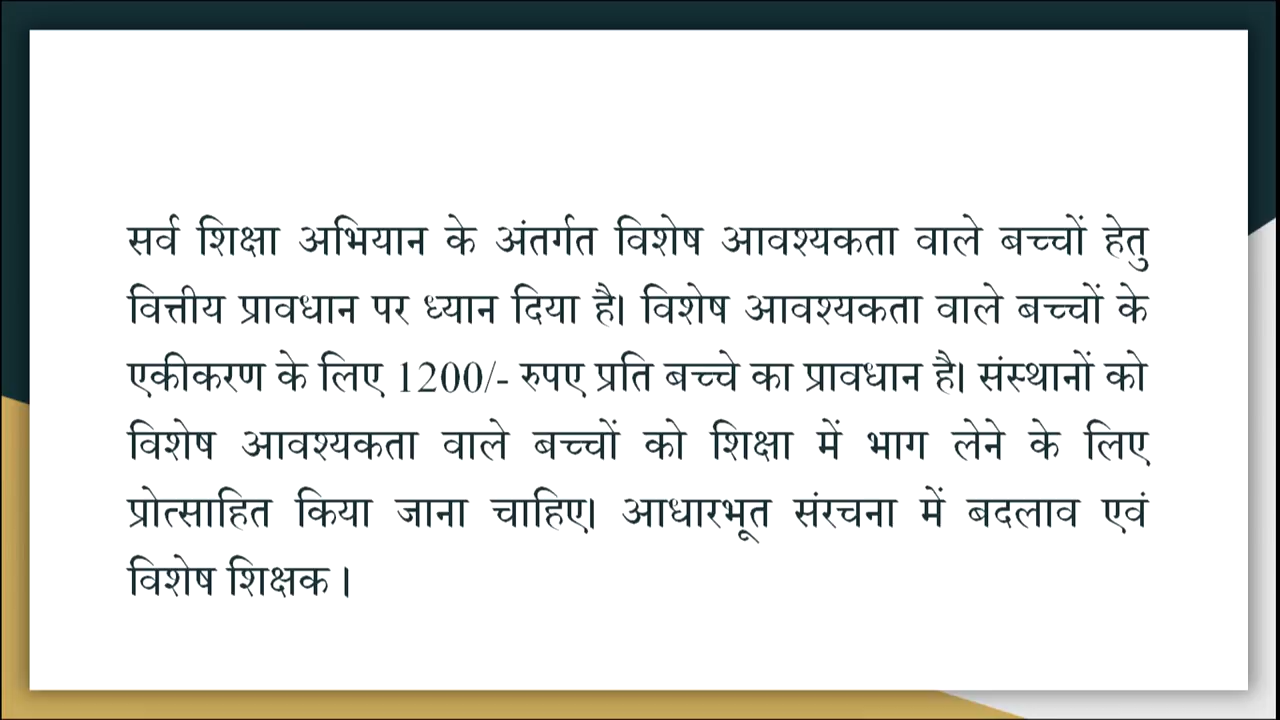 सर्व शिक्षा अभियान के अंतर्गत विशेष आवश्यकता वाले बच्चों हेतु
वित्तीय प्रावधान पर ध्यान दिया है। विशेष आवश्यकता वाले बच्चों के
एकीकरण के लिए 1200/- रुपए प्रति बच्चे का प्रावधान है। संस्थानों को
विशेष आवश्यकता वाले बच्चों को शिक्षा में भाग लेने के लिए
प्रोत्साहित किया जाना चाहिए। आधारभूत संरचना में बदलाव एवं
विशेष शिक्षक ।